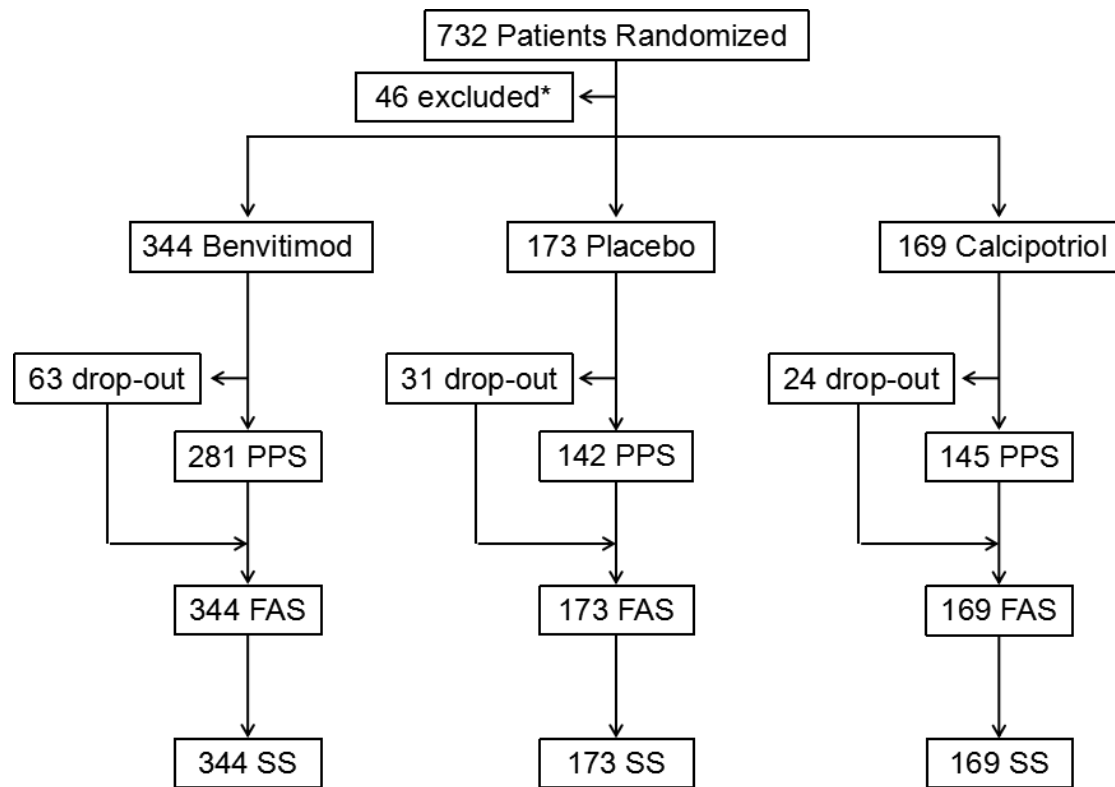 732 Patients Randomized
46 excluded*
344 Benvitimod
173 Placebo
169 Calcipotriol
63 drop-out
31 drop-out
24 drop-out
281 PPS
142 PPS
145 PPS
344 FAS
173 FAS
169 FAS
344 SS
173 SS
169 SS